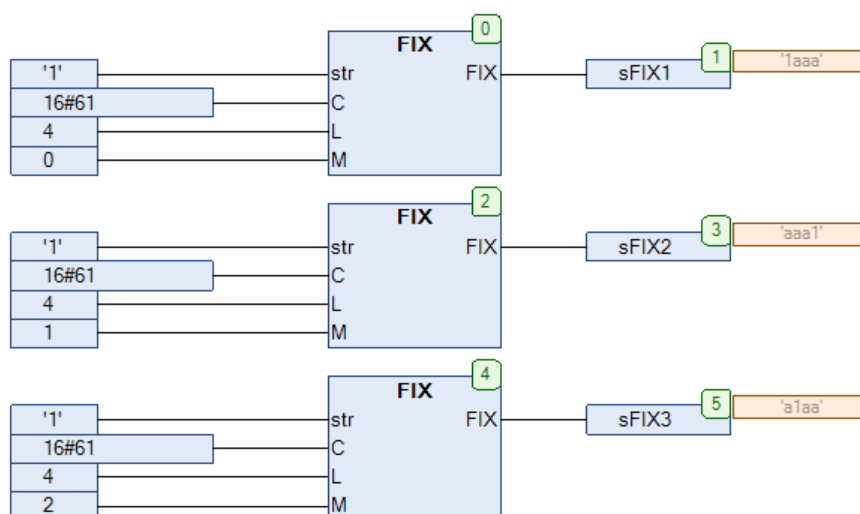 0
FIX
1
'1'
str
FIX
sFIX1
'1aaa'
16#61
C
4
L
0
M
2
FIX
3
'1'
str
FIX
sFIX2
'aaa1'
16#61
C
4
L
1
M
4
FIX
5
'1'
str
FIX
sFIX3
'a1aa'
16#61
C
4
L
2
M